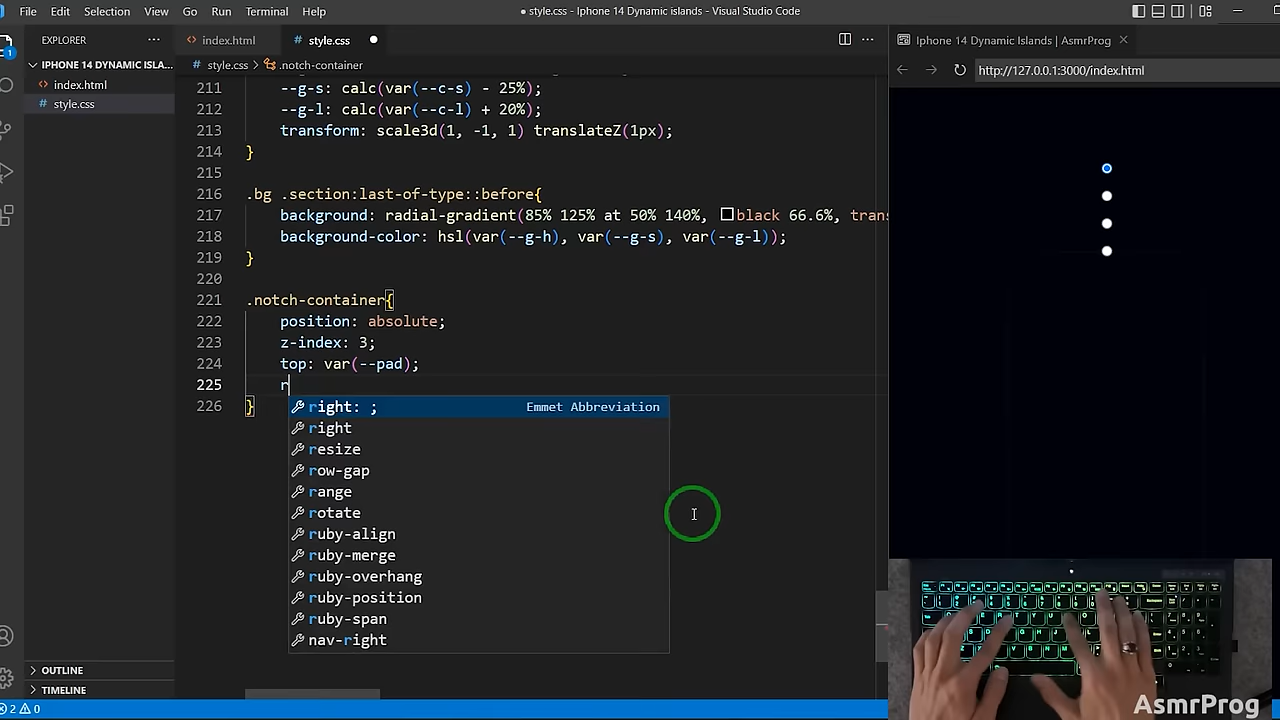 File Edit Selection View Go Run Terminal Help
● style.css - Iphone 14 Dynamic islands - Visual Studio Code
EXPLORER
IPHONE 14 DYNAMIC ISLA...
index.html
style.css
OUTLINE
TIMELINE
2 0
1
index.html style.css
style.css > .notch-container
211 --g-s: calc(var(--c-s) - 25%);
212 --g-l: calc(var(--c-l) + 20%);
213 transform: scale3d(1, -1, 1) translateZ(1px);
214 }
215
216 .bg .section:last-of-type::before{
217 background: radial-gradient(85% 125% at 50% 140%, black 66.6%, trans
218 background-color: hsl(var(--g-h), var(--g-s), var(--g-l));
219 }
220
221 .notch-container{
222 position: absolute;
223 z-index: 3;
224 top: var(--pad);
225 r
226 }
right: ; Emmet Abbreviation
right
resize
row-gap
range
rotate
ruby-align
ruby-merge
ruby-overhang
ruby-position
ruby-span
nav-right
Iphone 14 Dynamic Islands | AsmrProg
http://127.0.0.1:3000/index.html
AsmrProg